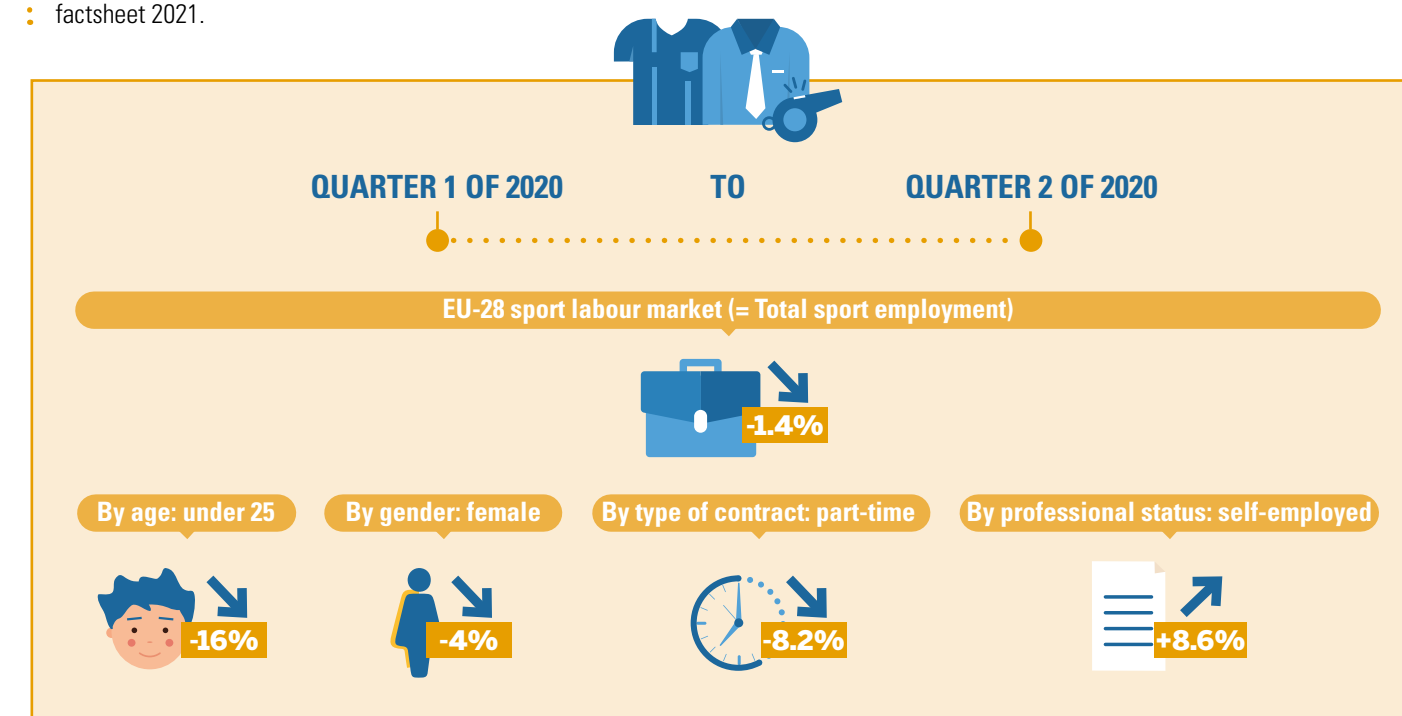 factsheet 2021.
QUARTER 1 OF 2020 TO QUARTER 2 OF 2020
EU-28 sport labour market (= Total sport employment)
-1.4%
By age: under 25
By gender: female
By type of contract: part-time
By professional status: self-employed
-16%
-4%
-8.2%
+8.6%